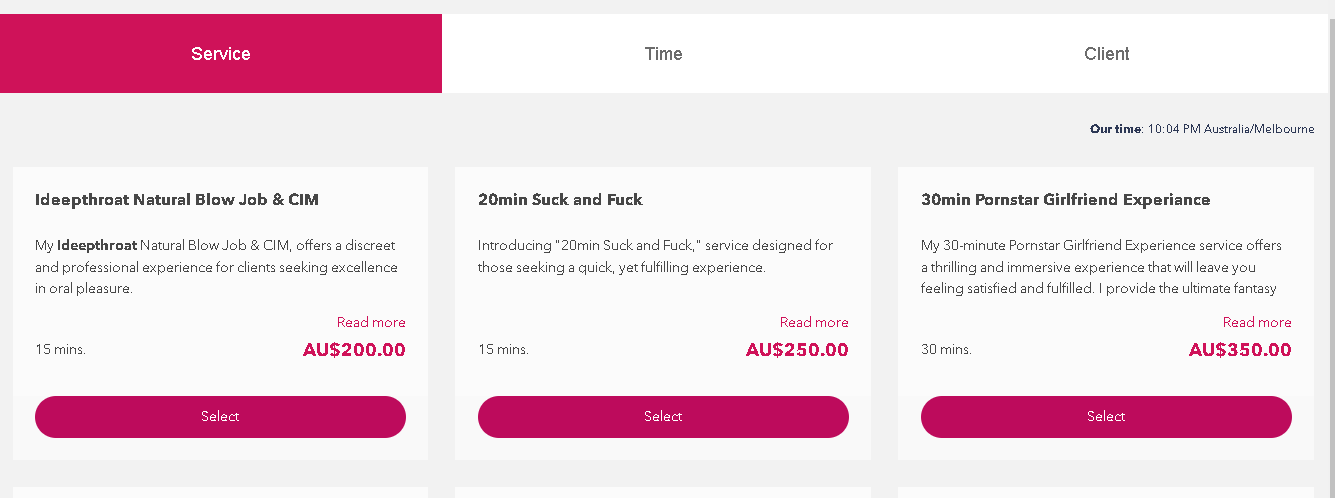 Service
Time
Client
Our time: 10:04 PM Australia/Melbourne
Ideepthroat Natural Blow Job & CIM
My Ideepthroat Natural Blow Job & CIM, offers a discreet
and professional experience for clients seeking excellence
in oral pleasure.
Read more
15 mins.
AU$200.00
Select
20min Suck and Fuck
Introducing "20min Suck and Fuck," service designed for
those seeking a quick, yet fulfilling experience.
Read more
15 mins.
AU$250.00
Select
30min Pornstar Girlfriend Experiance
My 30-minute Pornstar Girlfriend Experience service offers
a thrilling and immersive experience that will leave you
feeling satisfied and fulfilled. I provide the ultimate fantasy
Read more
30 mins.
AU$350.00
Select